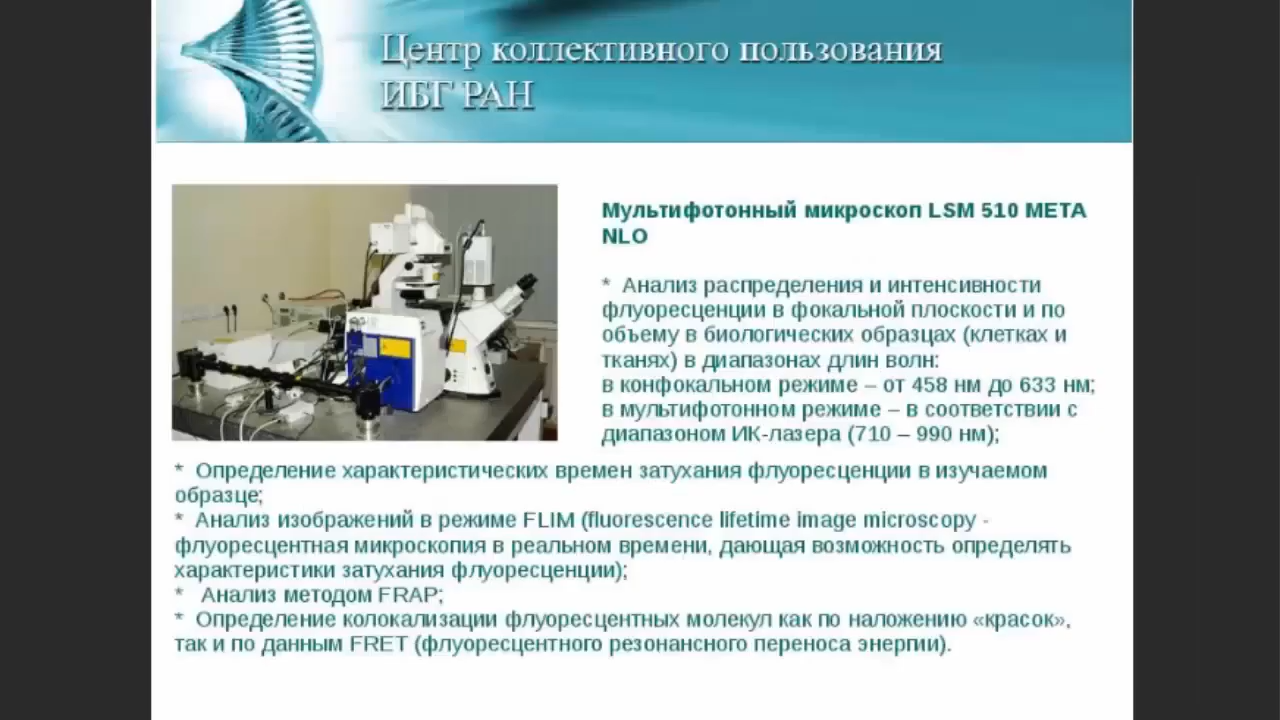 Центр коллективного пользования
ИБГ РАН
Мультифотонный микроскоп LSM 510 META
NLO
* Анализ распределения и интенсивности
флуоресценции в фокальной плоскости и по
объему в биологических образцах (клетках и
тканях) в диапазонах длин волн:
в конфокальном режиме – от 458 нм до 633 нм;
в мультифотонном режиме – в соответствии с
диапазоном ИК-лазера (710 – 990 нм);
* Определение характеристических времен затухания флуоресценции в изучаемом
образце;
* Анализ изображений в режиме FLIM (fluorescence lifetime image microscopy -
флуоресцентная микроскопия в реальном времени, дающая возможность определять
характеристики затухания флуоресценции);
* Анализ методом FRAP;
* Определение колокализации флуоресцентных молекул как по наложению «красок»,
так и по данным FRET (флуоресцентного резонансного переноса энергии).